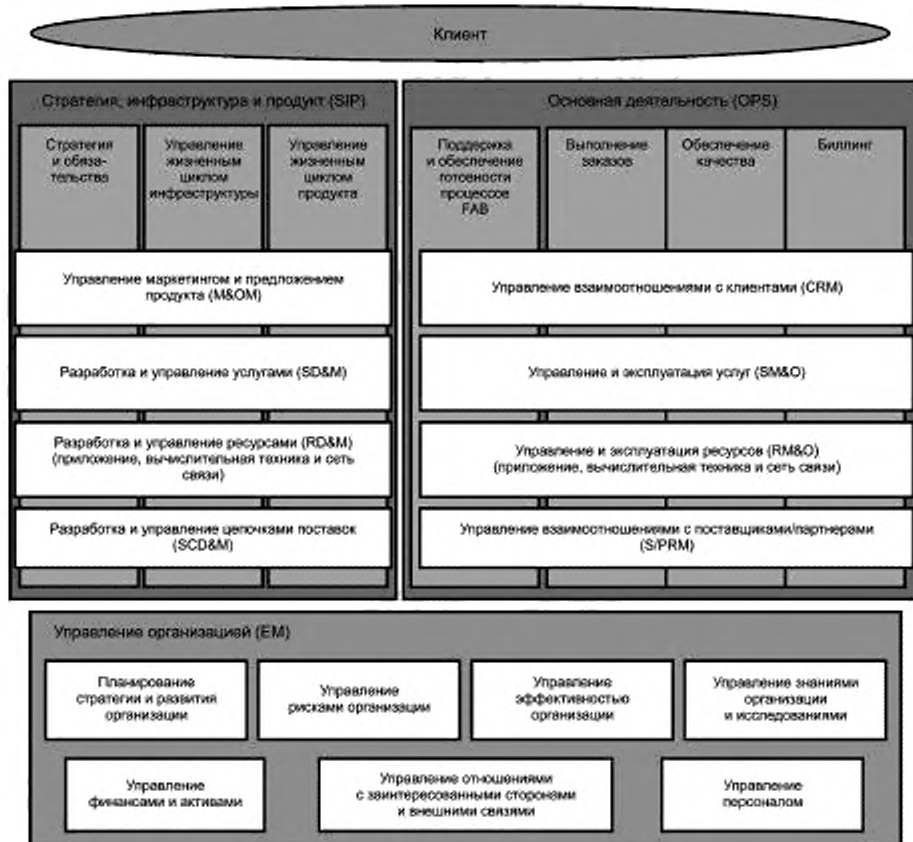 Клиент
Стратегия, инфраструктура и продукт (SIP)
Стратегия
и обяза-
тельства
Управление
жизненным
циклом
инфраструктуры
Управление
жизненным
циклом
продукта
Управление маркетингом и предложением
продукта (M&OM)
Разработка и управление услугами (SD&M)
Разработка и управление ресурсами (RD&M)
(приложение, вычислительная техника и сеть
связи)
Разработка и управление цепочками поставок
(SCD&M)
Основная деятельность (OPS)
Поддержка
и обеспечение
готовности
процессов
FAB
Выполнение
заказов
Обеспечение
качества
Биллинг
Управление взаимоотношениями с клиентами (CRM)
Управление и эксплуатация услуг (SM&O)
Управление и эксплуатация ресурсов (RM&O)
(приложение, вычислительная техника и сеть связи)
Управление взаимоотношениями с поставщиками/партнерами
(S/PRM)
Управление организацией (EM)
Планирование
стратегии и развития
организации
Управление
рисками организации
Управление
эффективностью
организации
Управление знаниями
организации
и исследованиями
Управление
финансами и активами
Управление отношениями
с заинтересованными сторонами
и внешними связями
Управление
персоналом